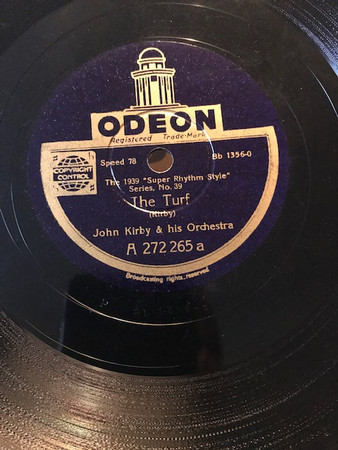 ODEON
Registered Trade-Mark
Speed 78
Bb 1356-0
COPYRIGHT
CONTROL
The 1939 "Super Rhythm Style"
Series, No. 39
The Turf
(Kirby)
John Kirby & his Orchestra
A 272 265 a
Broadcasting rights reserved